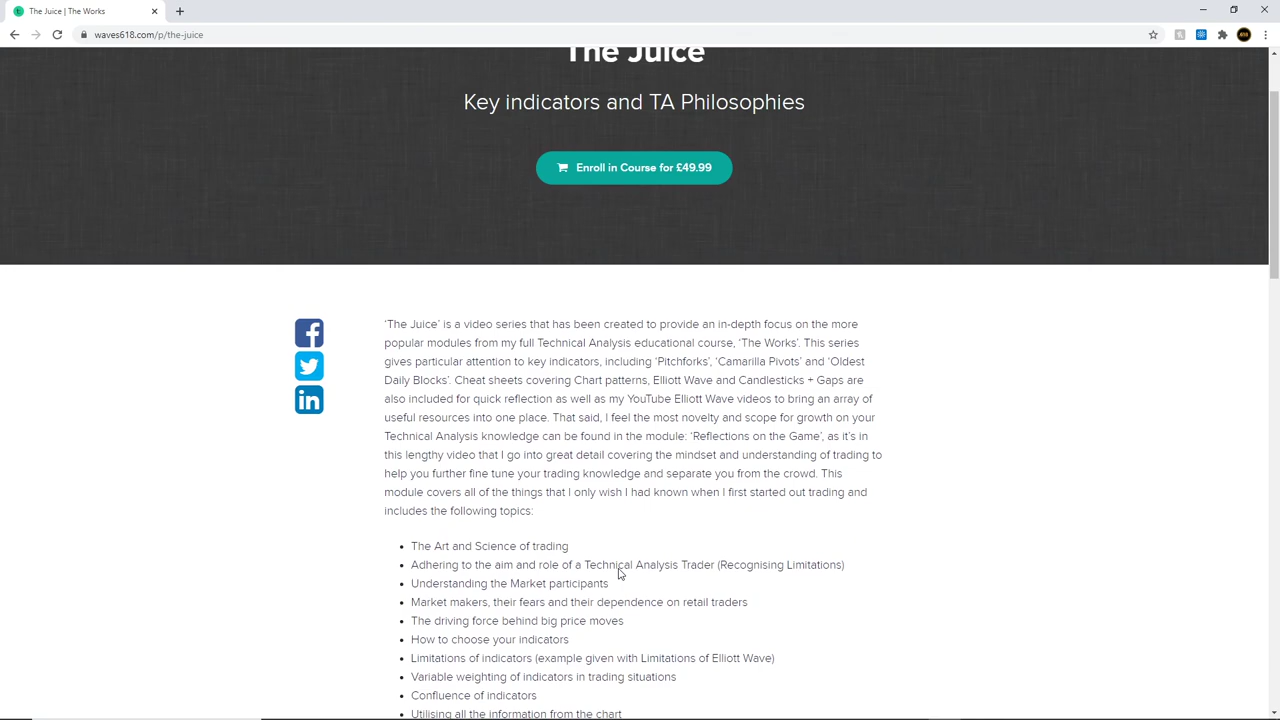 The Juice | The Works
waves618.com/p/the-juice
The Juice
Key indicators and TA Philosophies
Enroll in Course for £49.99
'The Juice' is a video series that has been created to provide an in-depth focus on the more
popular modules from my full Technical Analysis educational course, 'The Works'. This series
gives particular attention to key indicators, including 'Pitchforks', 'Camarilla Pivots' and 'Oldest
Daily Blocks'. Cheat sheets covering Chart patterns, Elliott Wave and Candlesticks + Gaps are
also included for quick reflection as well as my YouTube Elliott Wave videos to bring an array of
useful resources into one place. That said, I feel the most novelty and scope for growth on your
Technical Analysis knowledge can be found in the module: 'Reflections on the Game', as it's in
this lengthy video that I go into great detail covering the mindset and understanding of trading to
help you further fine tune your trading knowledge and separate you from the crowd. This
module covers all of the things that I only wish I had known when I first started out trading and
includes the following topics:
• The Art and Science of trading
• Adhering to the aim and role of a Technical Analysis Trader (Recognising Limitations)
• Understanding the Market participants
• Market makers, their fears and their dependence on retail traders
• The driving force behind big price moves
• How to choose your indicators
• Limitations of indicators (example given with Limitations of Elliott Wave)
• Variable weighting of indicators in trading situations
• Confluence of indicators
• Utilising all the information from the chart